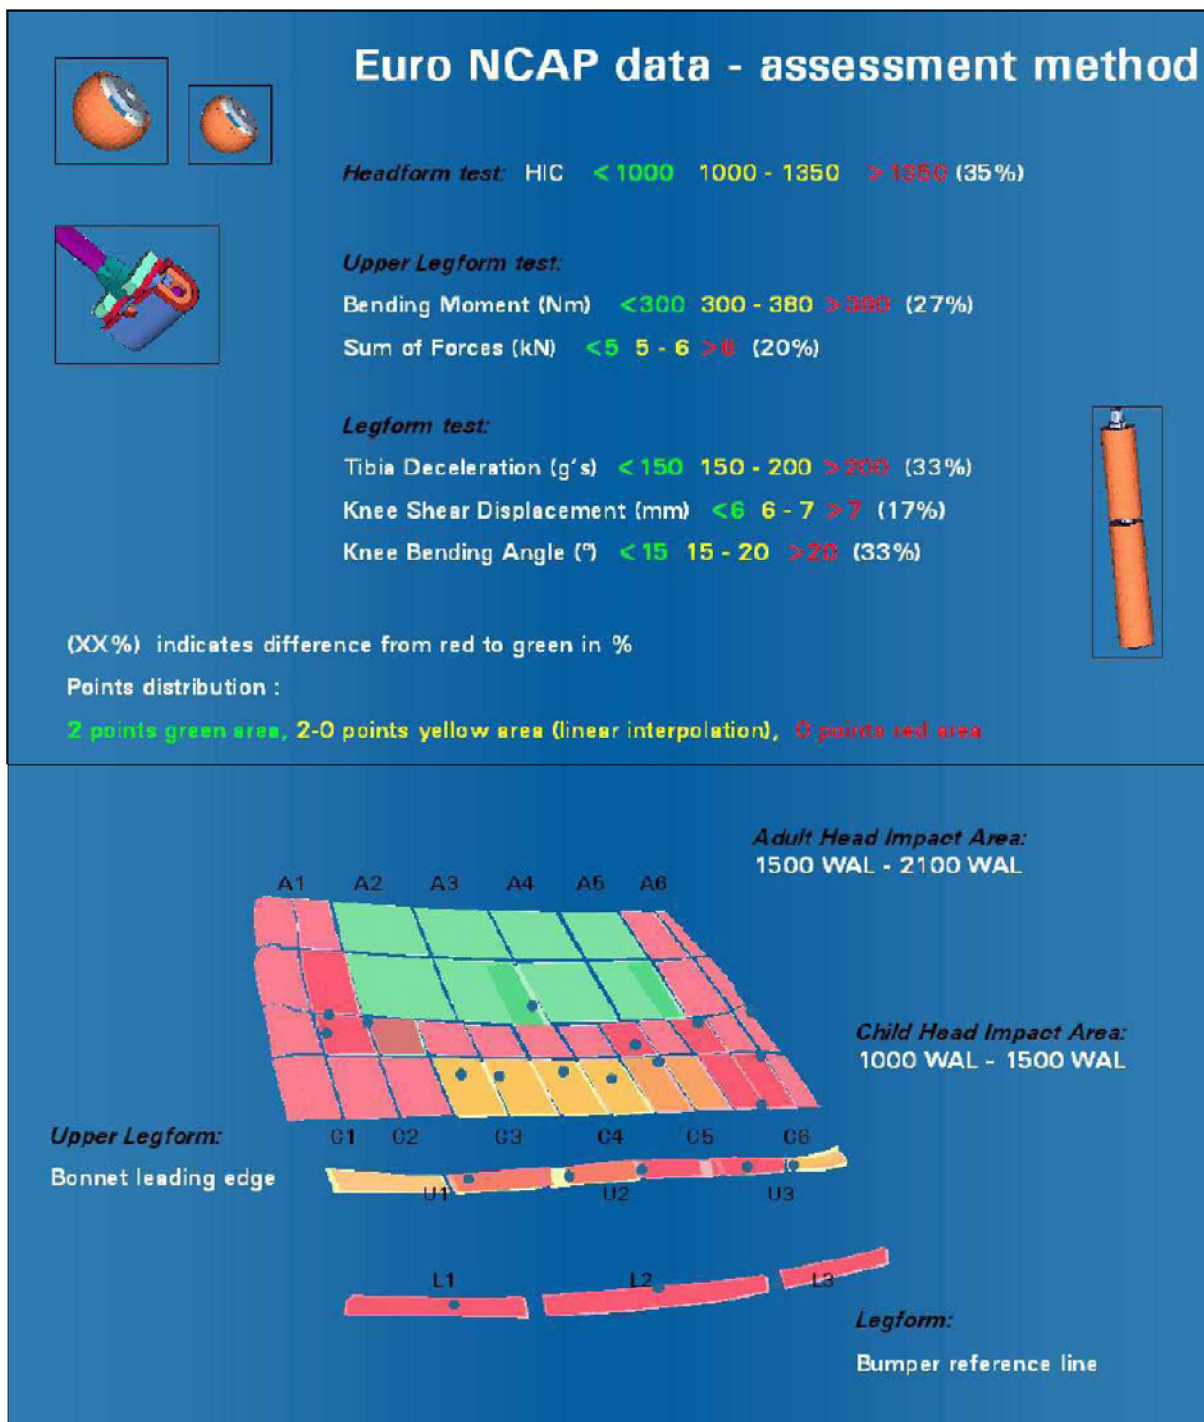 Euro NCAP data - assessment method
Headform test: HIC <1000 1000 - 1350 >1350 (35%)
Upper Legform test:
Bending Moment (Nm) <300 300 - 380 >380 (27%)
Sum of Forces (kN) <5 5 - 6 >6 (20%)
Legform test:
Tibia Deceleration (g's) <150 150 - 200 >200 (33%)
Knee Shear Displacement (mm) <6 6 - 7 >7 (17%)
Knee Bending Angle (º) <15 15 - 20 >20 (33%)
(XX%) indicates difference from red to green in %
Points distribution :
2 points green area, 2-0 points yellow area (linear interpolation), 0 points red area
Adult Head Impact Area:
1500 WAL - 2100 WAL
A1 A2 A3 A4 A5 A6
Child Head Impact Area:
1000 WAL - 1500 WAL
C1 C2 C3 C4 C5 C6
Upper Legform:
Bonnet leading edge
U1 U2 U3
L1 L2 L3
Legform:
Bumper reference line